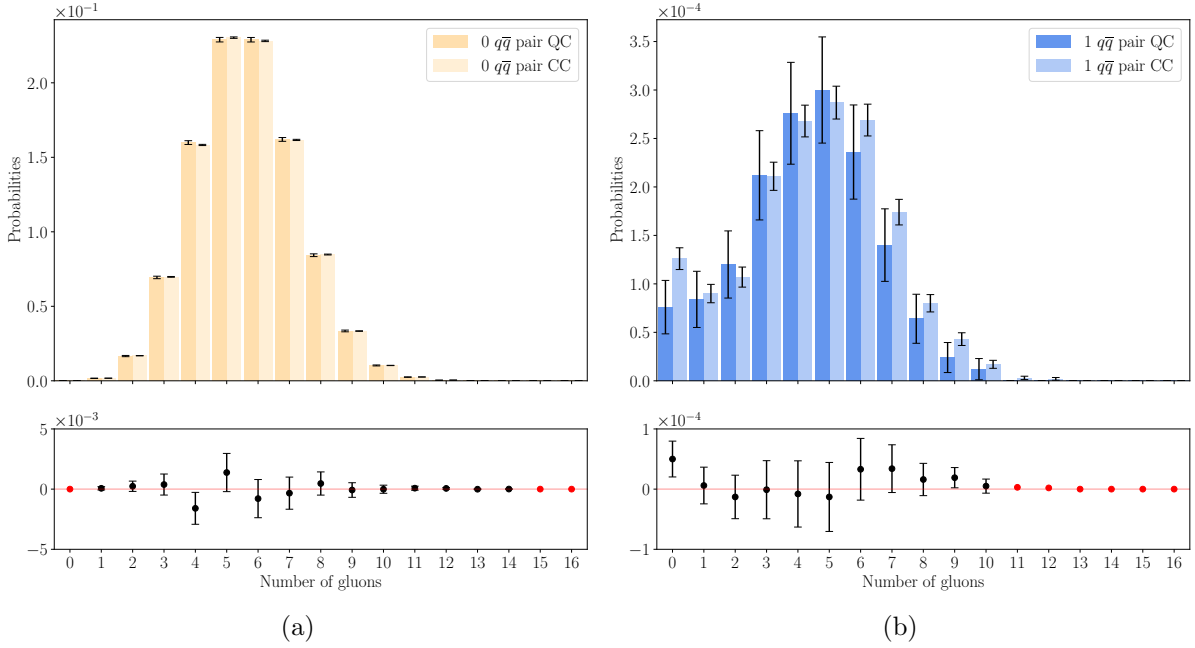 ×10⁻¹
0 qq̅ pair QC
0 qq̅ pair CC
2.0
1.5
1.0
0.5
0.0
Probabilities
×10⁻³
5
0
−5
0 1 2 3 4 5 6 7 8 9 10 11 12 13 14 15 16
Number of gluons
(a)
×10⁻⁴
1 qq̅ pair QC
1 qq̅ pair CC
3.5
3.0
2.5
2.0
1.5
1.0
0.5
0.0
Probabilities
×10⁻⁴
1
0
−1
0 1 2 3 4 5 6 7 8 9 10 11 12 13 14 15 16
Number of gluons
(b)